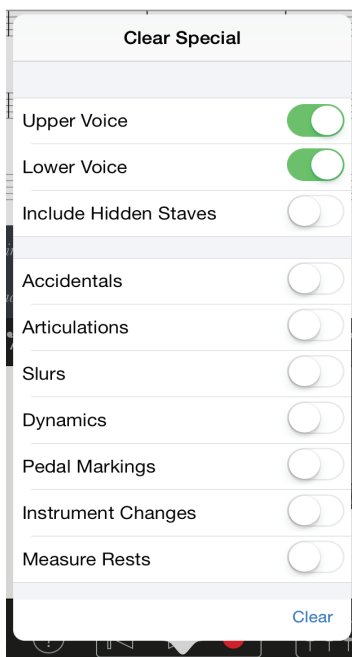 Clear Special
Upper Voice
Lower Voice
Include Hidden Staves
Accidentals
Articulations
Slurs
Dynamics
Pedal Markings
Instrument Changes
Measure Rests
Clear